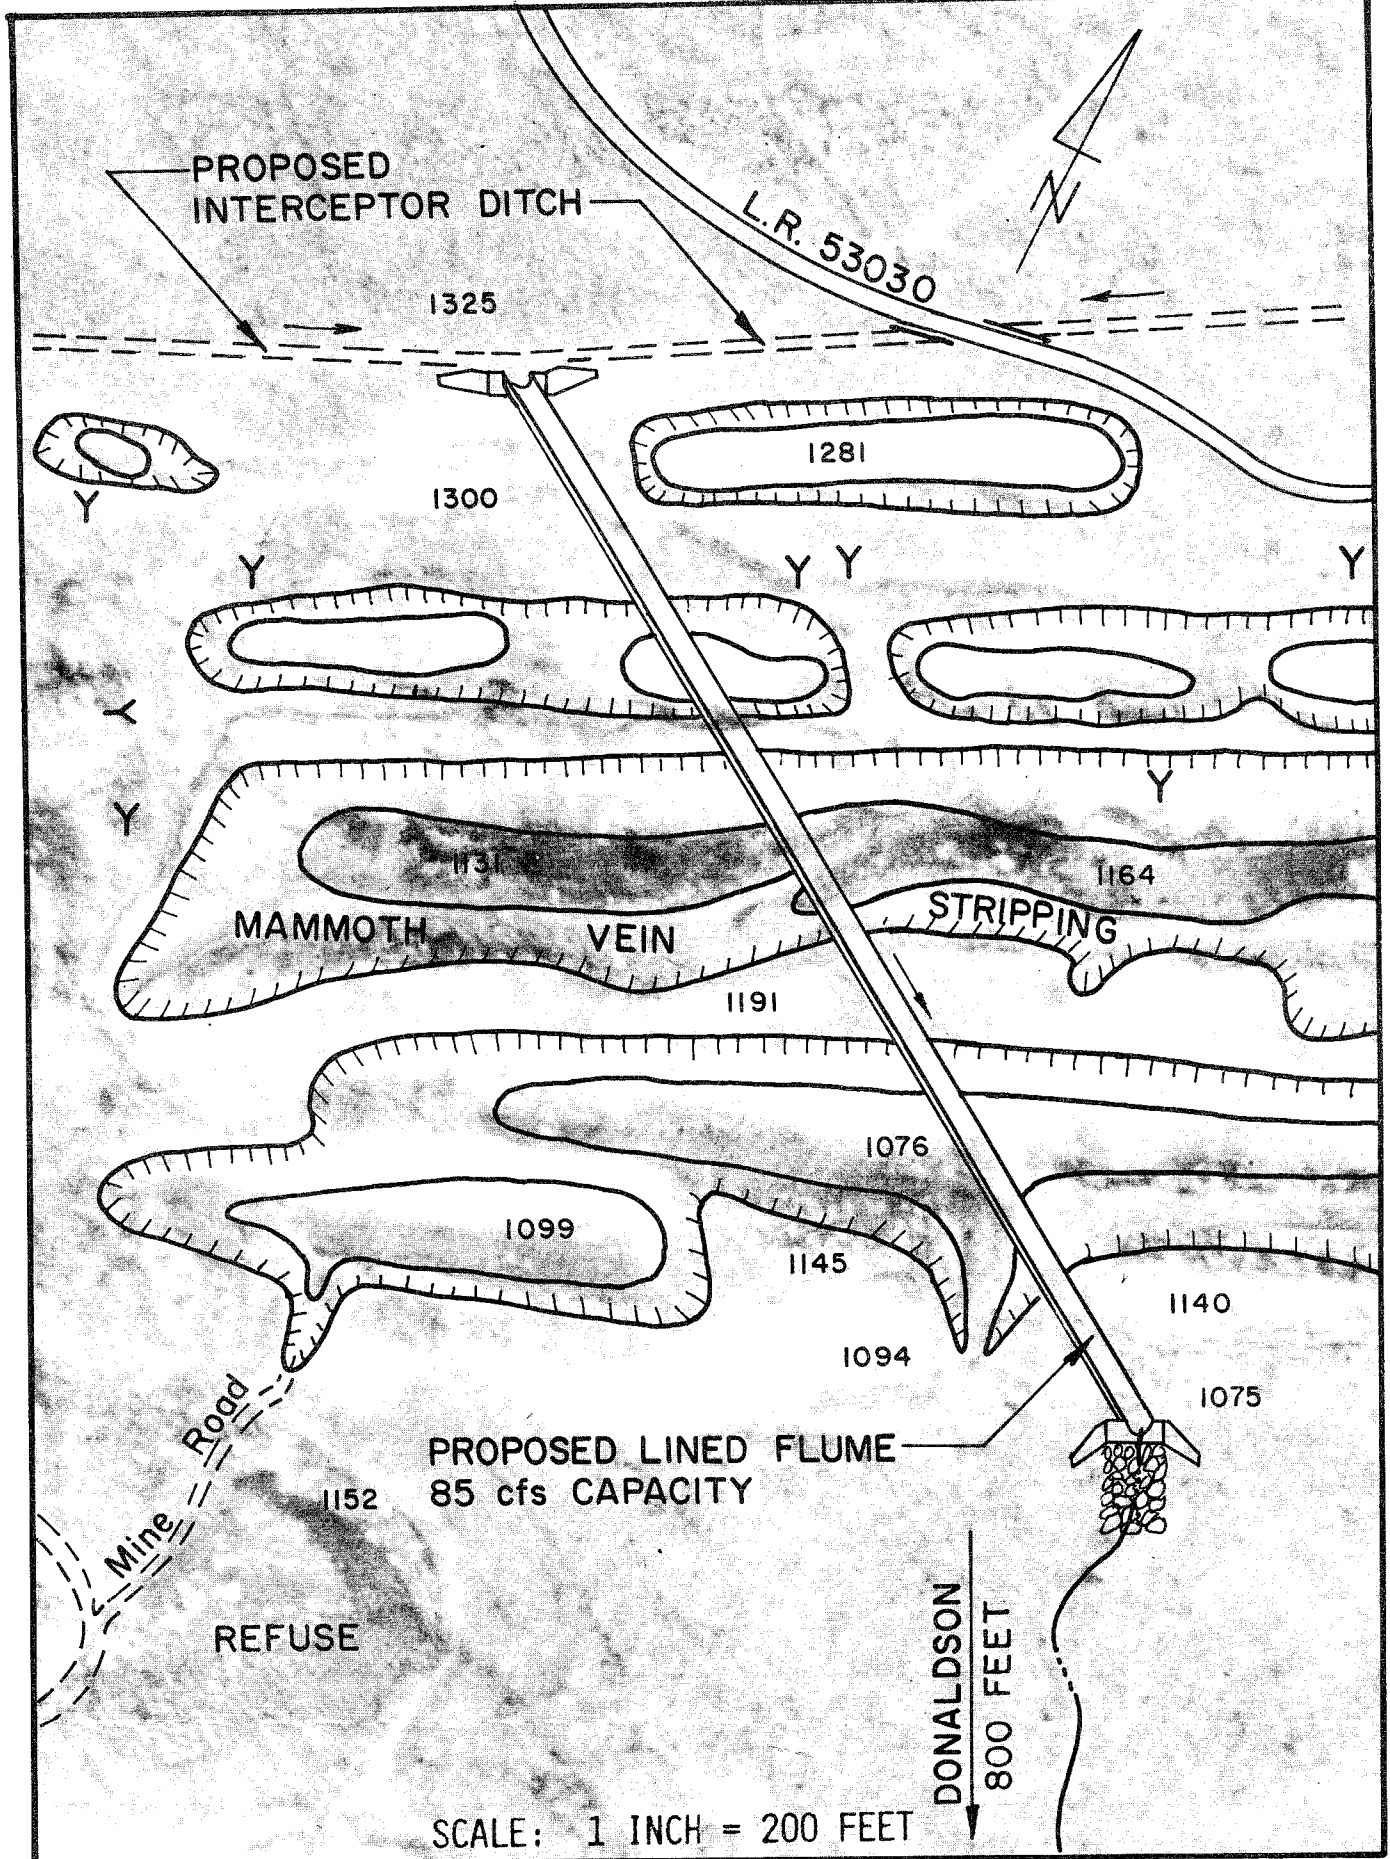 N
PROPOSED
INTERCEPTOR DITCH
L.R. 53030
1325
1281
1300
Y
Y
Y
Y
Y
Y
Y
Y
1131
1164
MAMMOTH VEIN STRIPPING
1191
1076
1099
1145
1140
1094
1075
Road
Mine
PROPOSED LINED FLUME
85 cfs CAPACITY
1152
REFUSE
DONALDSON
800 FEET
SCALE: 1 INCH = 200 FEET